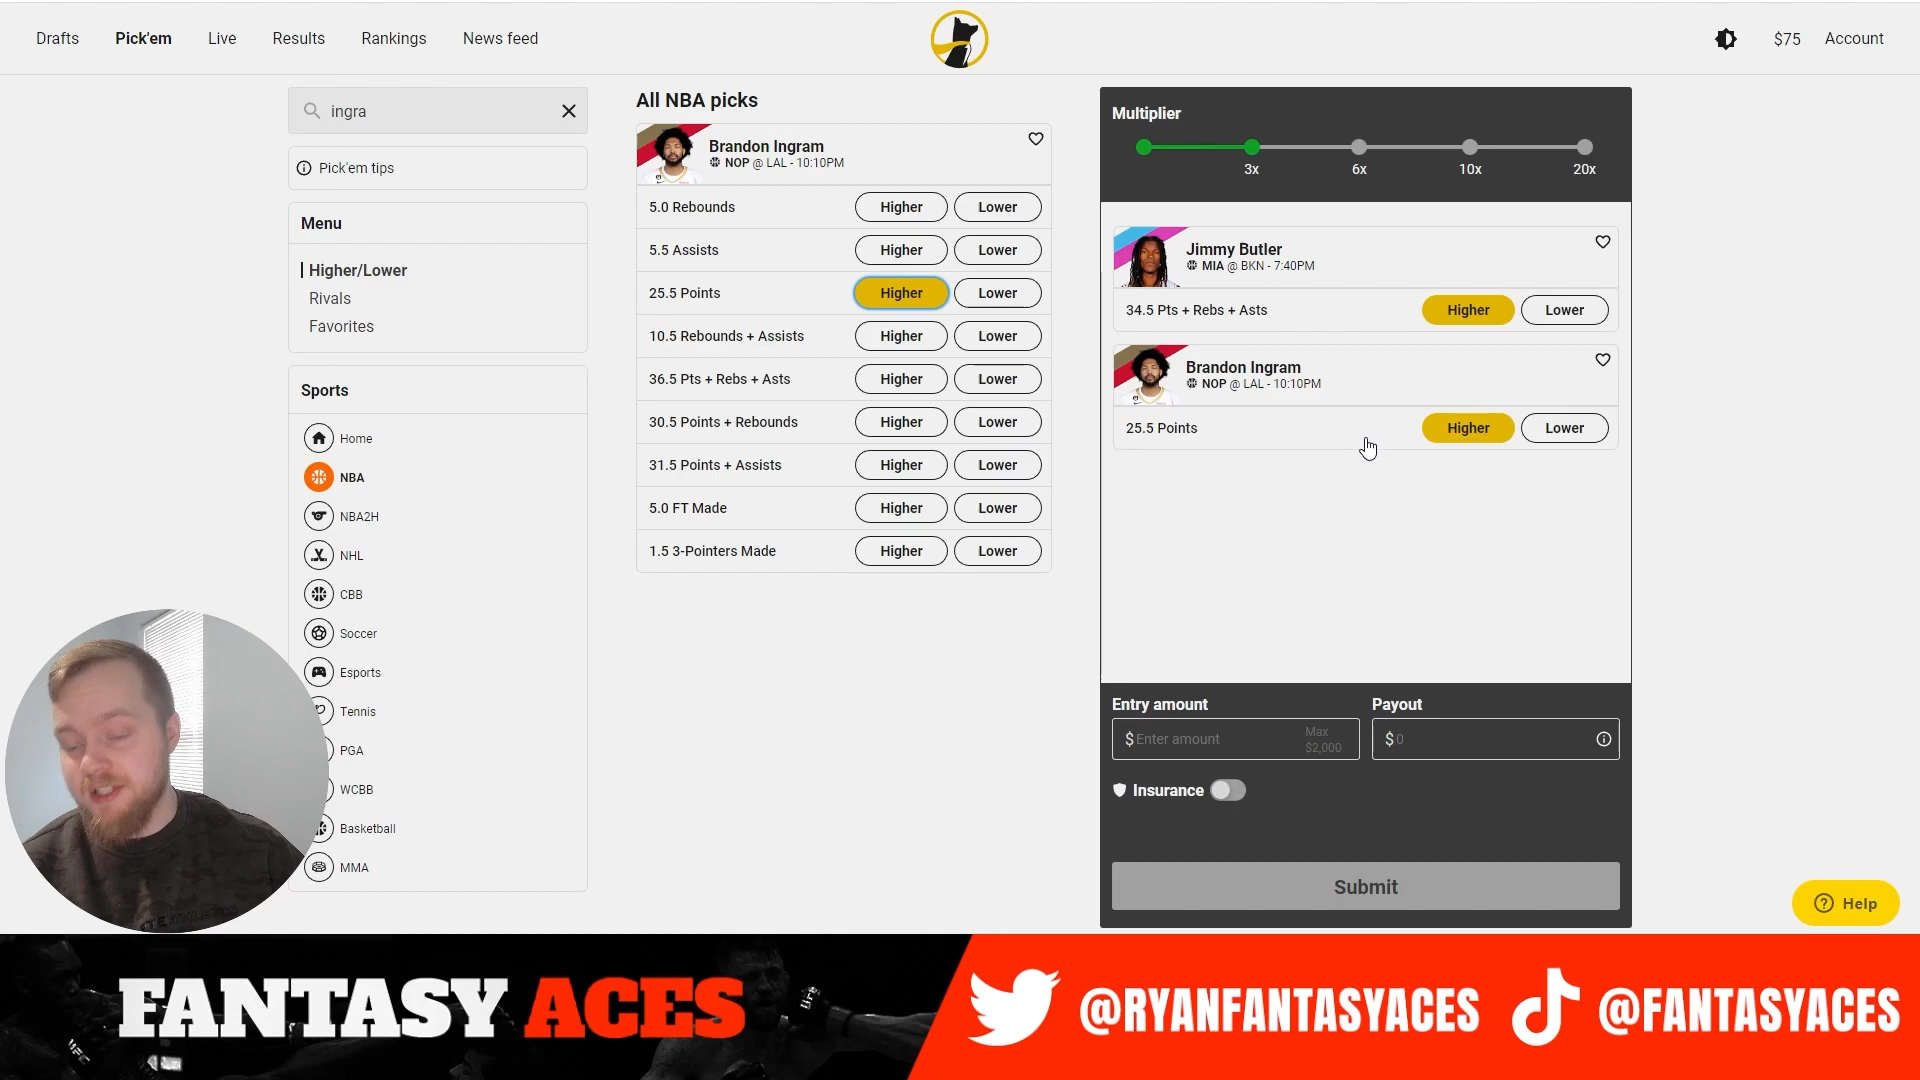 Drafts Pick'em Live Results Rankings News feed $75 Account
ingra
Pick'em tips
Menu
Higher/Lower
Rivals
Favorites
Sports
Home
NBA
NBA2H
NHL
CBB
Soccer
Esports
Tennis
PGA
WCBB
Basketball
MMA
All NBA picks
Brandon Ingram
NOP @ LAL - 10:10PM
5.0 Rebounds Higher Lower
5.5 Assists Higher Lower
25.5 Points Higher Lower
10.5 Rebounds + Assists Higher Lower
36.5 Pts + Rebs + Asts Higher Lower
30.5 Points + Rebounds Higher Lower
31.5 Points + Assists Higher Lower
5.0 FT Made Higher Lower
1.5 3-Pointers Made Higher Lower
Multiplier
3x 6x 10x 20x
Jimmy Butler
MIA @ BKN - 7:40PM
34.5 Pts + Rebs + Asts Higher Lower
Brandon Ingram
NOP @ LAL - 10:10PM
25.5 Points Higher Lower
Entry amount Payout
$ Enter amount Max $ 0
$2,000
Insurance
Submit
Help
FANTASY ACES @RYANFANTASYACES @FANTASYACES
UFC